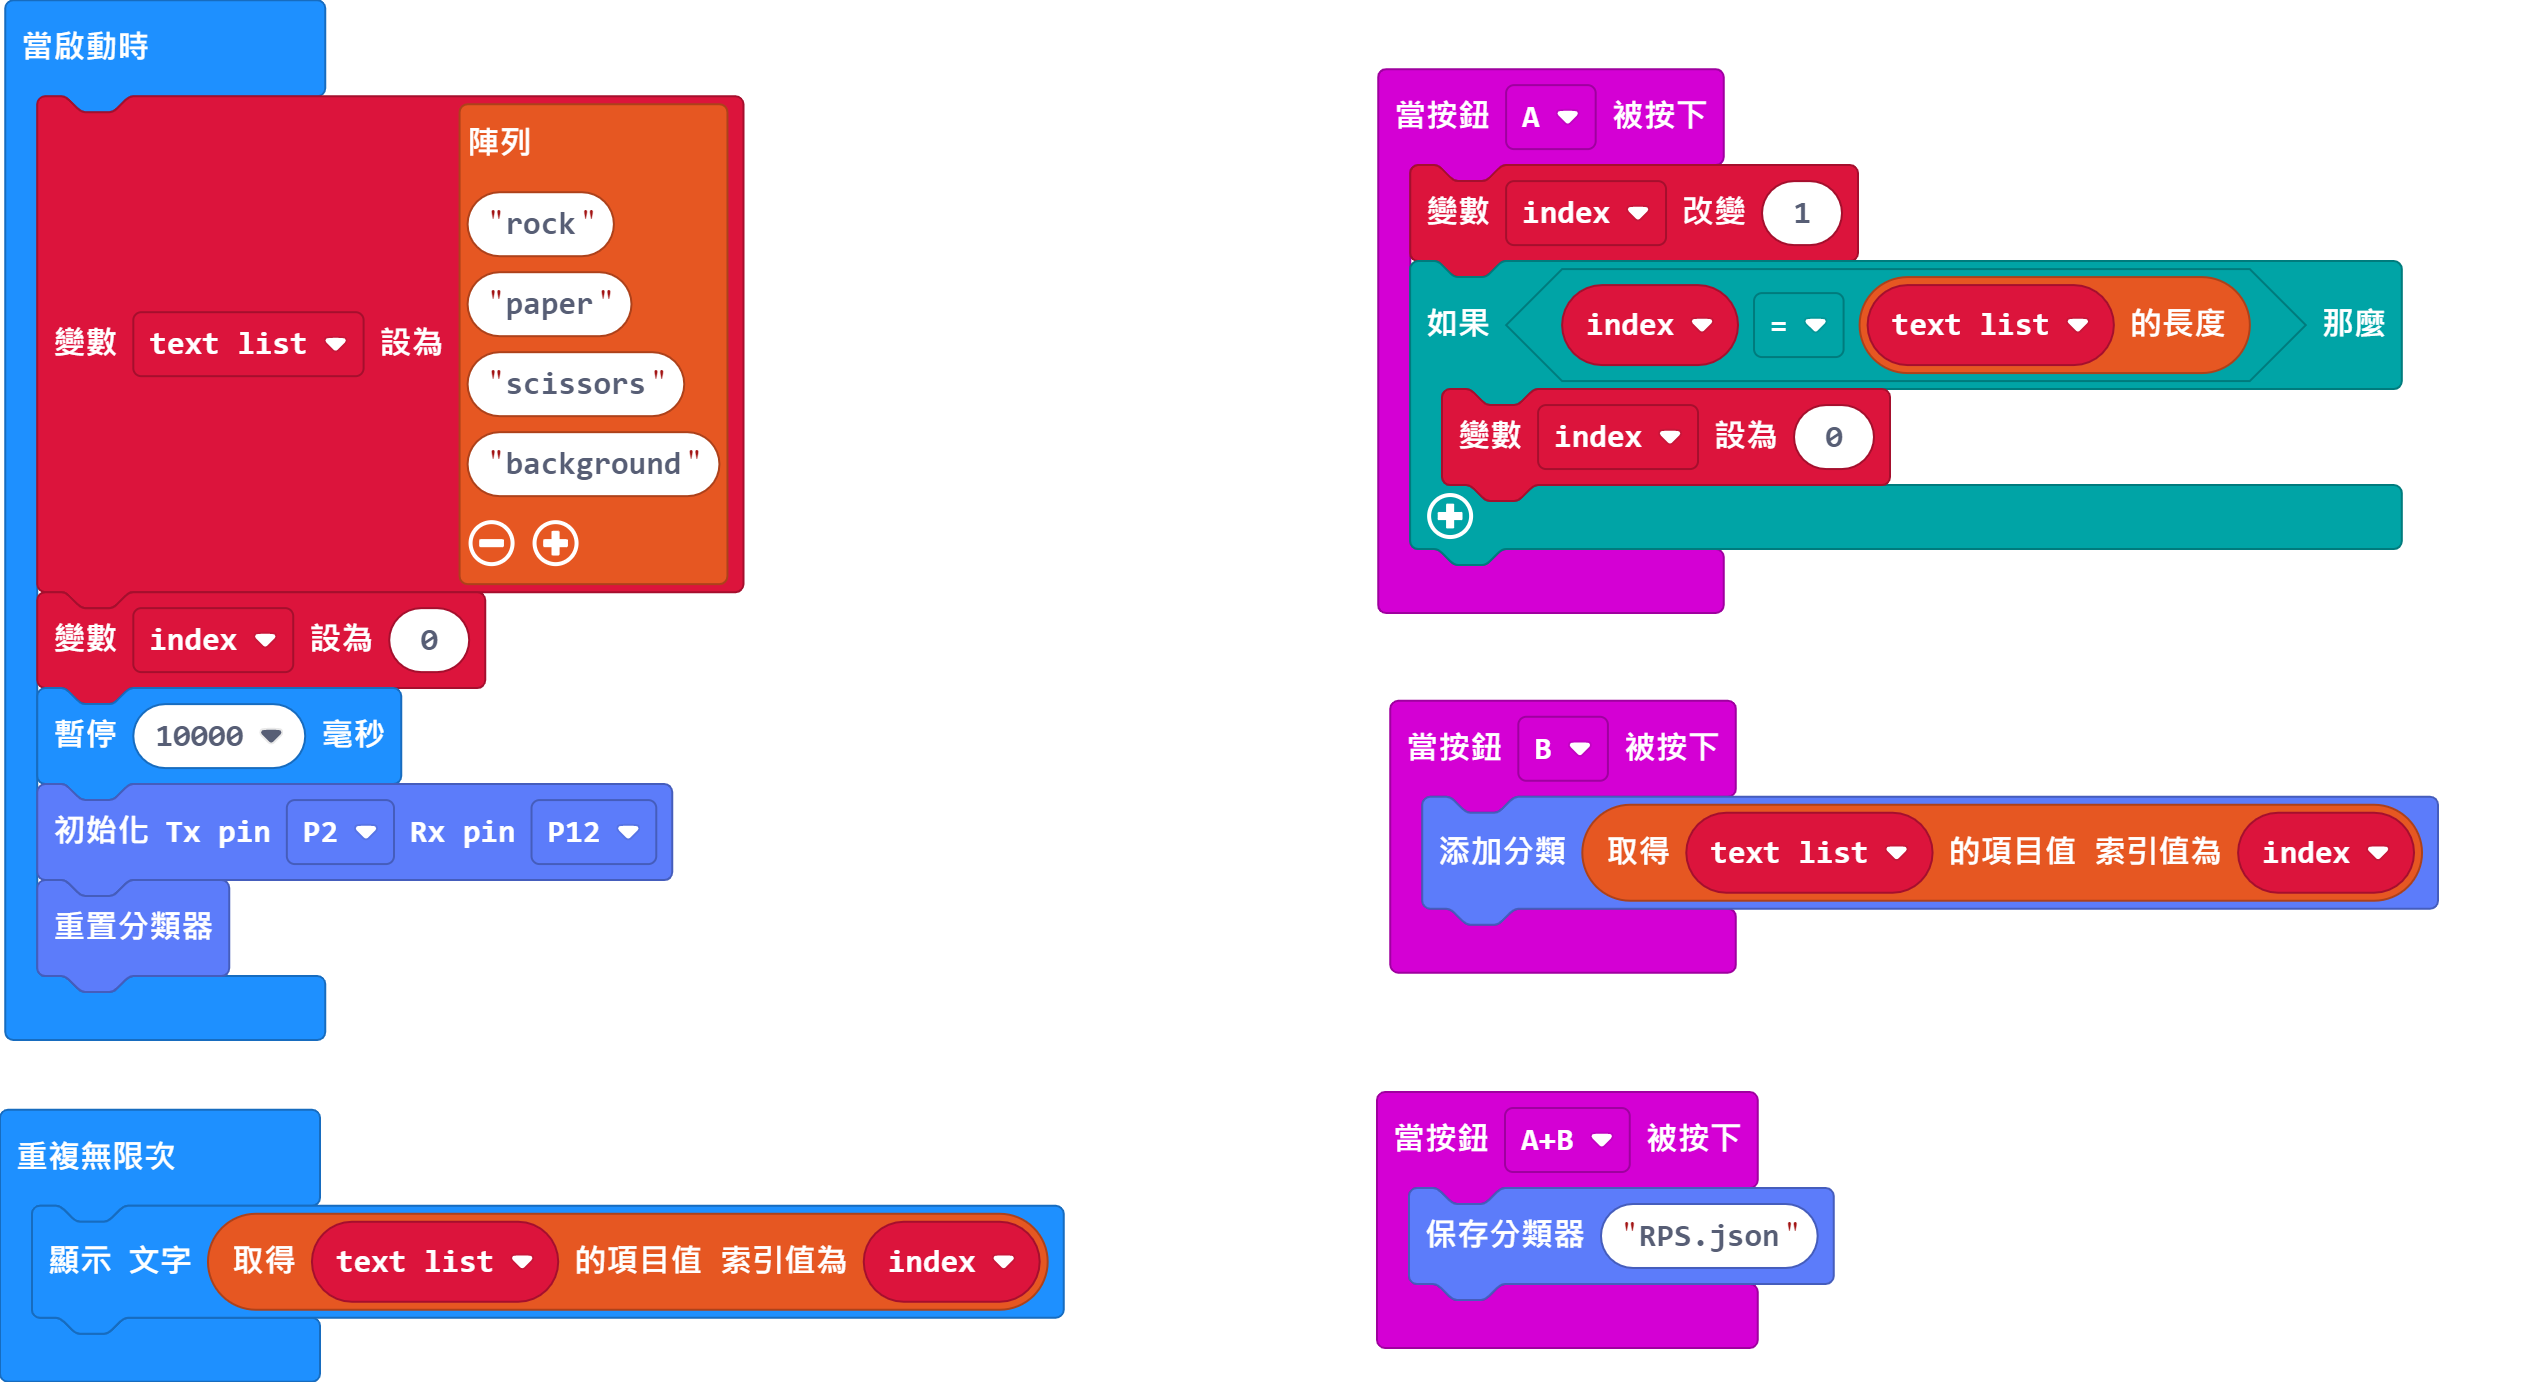 當啟動時
陣列
"rock"
"paper"
"scissors"
"background"
變數 text list 設為
變數 index 設為 0
暫停 10000 毫秒
初始化 Tx pin P2 Rx pin P12
重置分類器
重複無限次
顯示 文字 取得 text list 的項目值 索引值為 index
當按鈕 A 被按下
變數 index 改變 1
如果 index = text list 的長度 那麼
變數 index 設為 0
當按鈕 B 被按下
添加分類 取得 text list 的項目值 索引值為 index
當按鈕 A+B 被按下
保存分類器 "RPS.json"